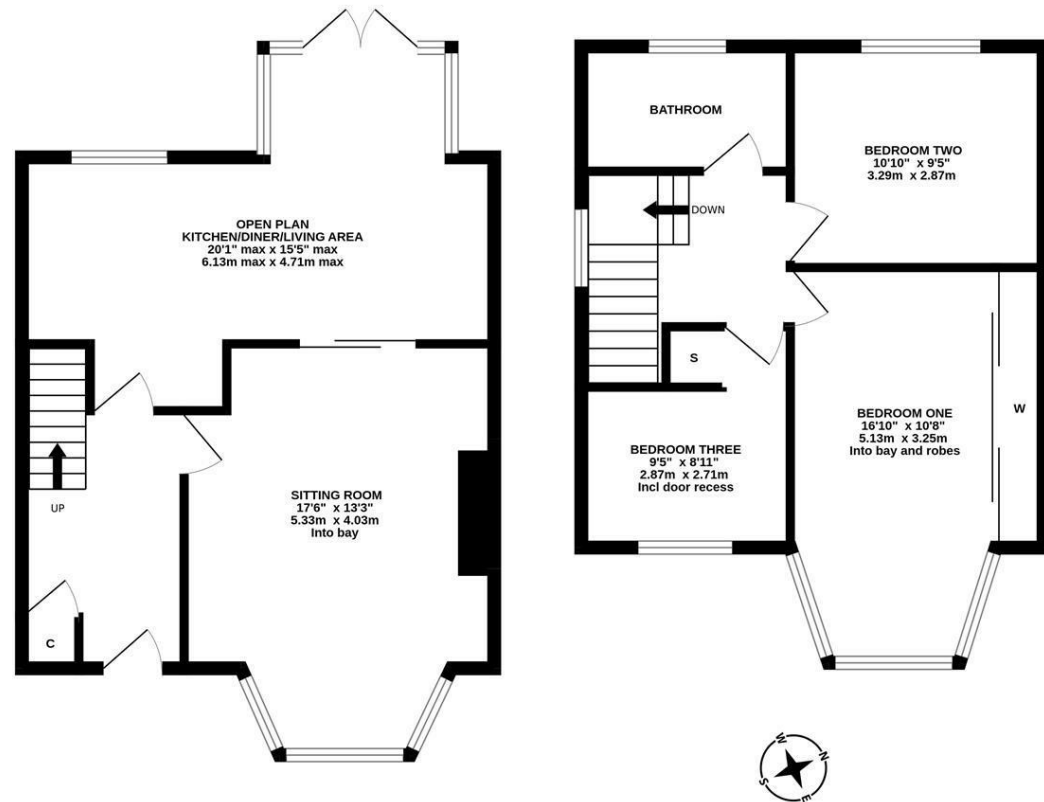 OPEN PLAN
KITCHEN/DINER/LIVING AREA
20'1" max x 15'5" max
6.13m max x 4.71m max
UP
SITTING ROOM
17'6" x 13'3"
5.33m x 4.03m
Into bay
C
BATHROOM
BEDROOM TWO
10'10" x 9'5"
3.29m x 2.87m
DOWN
S
BEDROOM THREE
9'5" x 8'11"
2.87m x 2.71m
Incl door recess
BEDROOM ONE
16'10" x 10'8"
5.13m x 3.25m
Into bay and robes
W
W
N
S
E